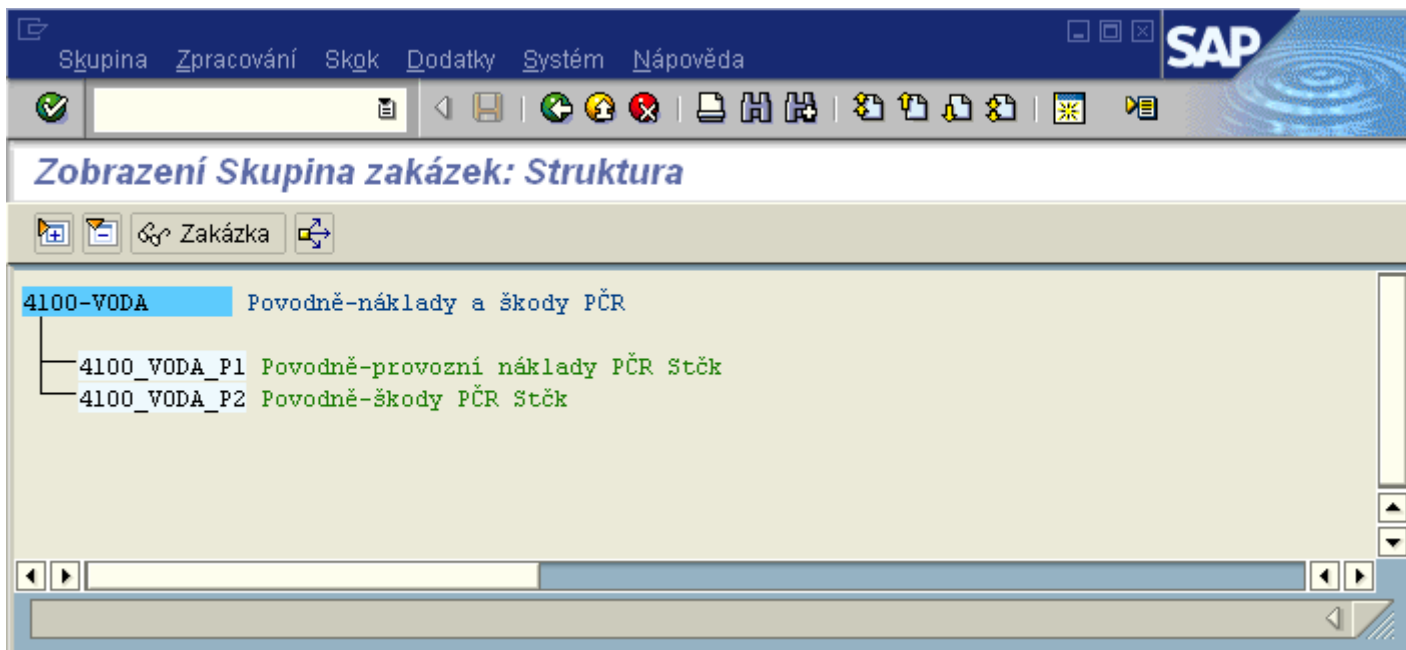 Skupina Zpracování Skok Dodatky Systém Nápověda
SAP
Zobrazení Skupina zakázek: Struktura
Zakázka
4100-VODA Povodně-náklady a škody PČR
4100_VODA_P1 Povodně-provozní náklady PČR Stčk
4100_VODA_P2 Povodně-škody PČR Stčk